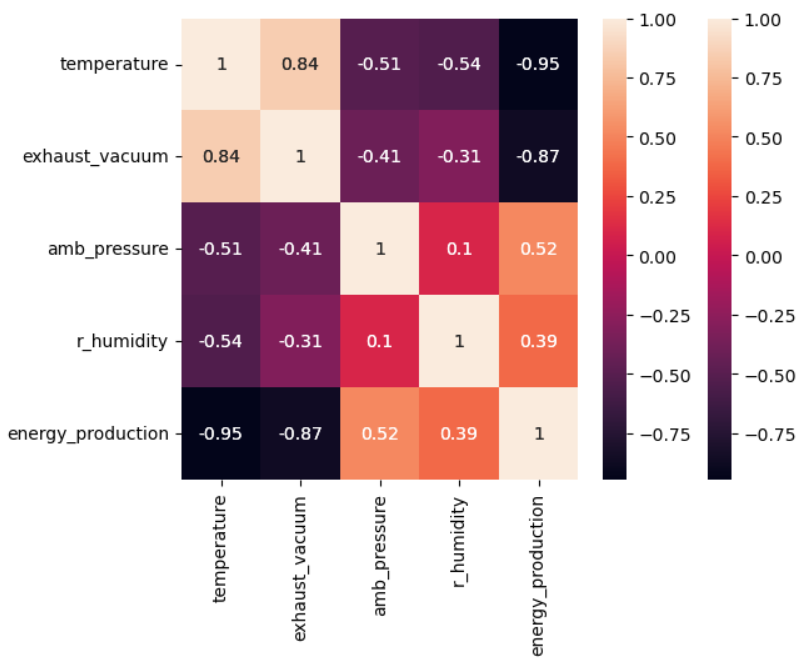 1.00 1.00
temperature 1 0.84 -0.51 -0.54 -0.95
0.75 0.75
exhaust_vacuum 0.84 1 -0.41 -0.31 -0.87
0.50 0.50
0.25 0.25
amb_pressure -0.51 -0.41 1 0.1 0.52
0.00 0.00
−0.25 −0.25
r_humidity -0.54 -0.31 0.1 1 0.39
−0.50 −0.50
energy_production -0.95 -0.87 0.52 0.39 1
−0.75 −0.75
temperature
exhaust_vacuum
amb_pressure
r_humidity
energy_production